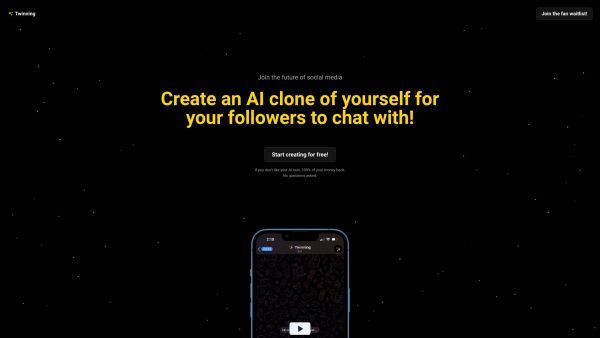 Twinning
Join the fan waitlist!
Join the future of social media
Create an AI clone of yourself for
your followers to chat with!
Start creating for free!
If you don't like your AI twin, 100% of your money back.
No questions asked.
2:18
Twinning